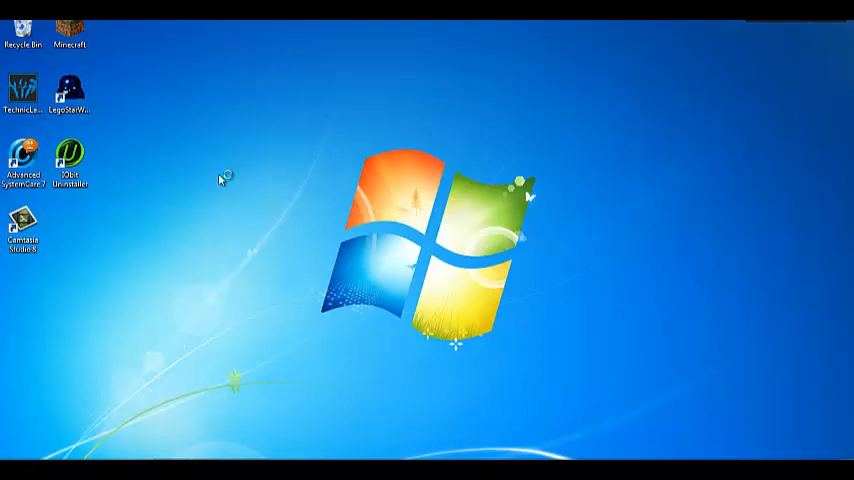 Recycle Bin
Minecraft
TechnicLa...
LegoStarW...
Advanced
SystemCare 7
IObit
Uninstaller
Camtasia
Studio 8